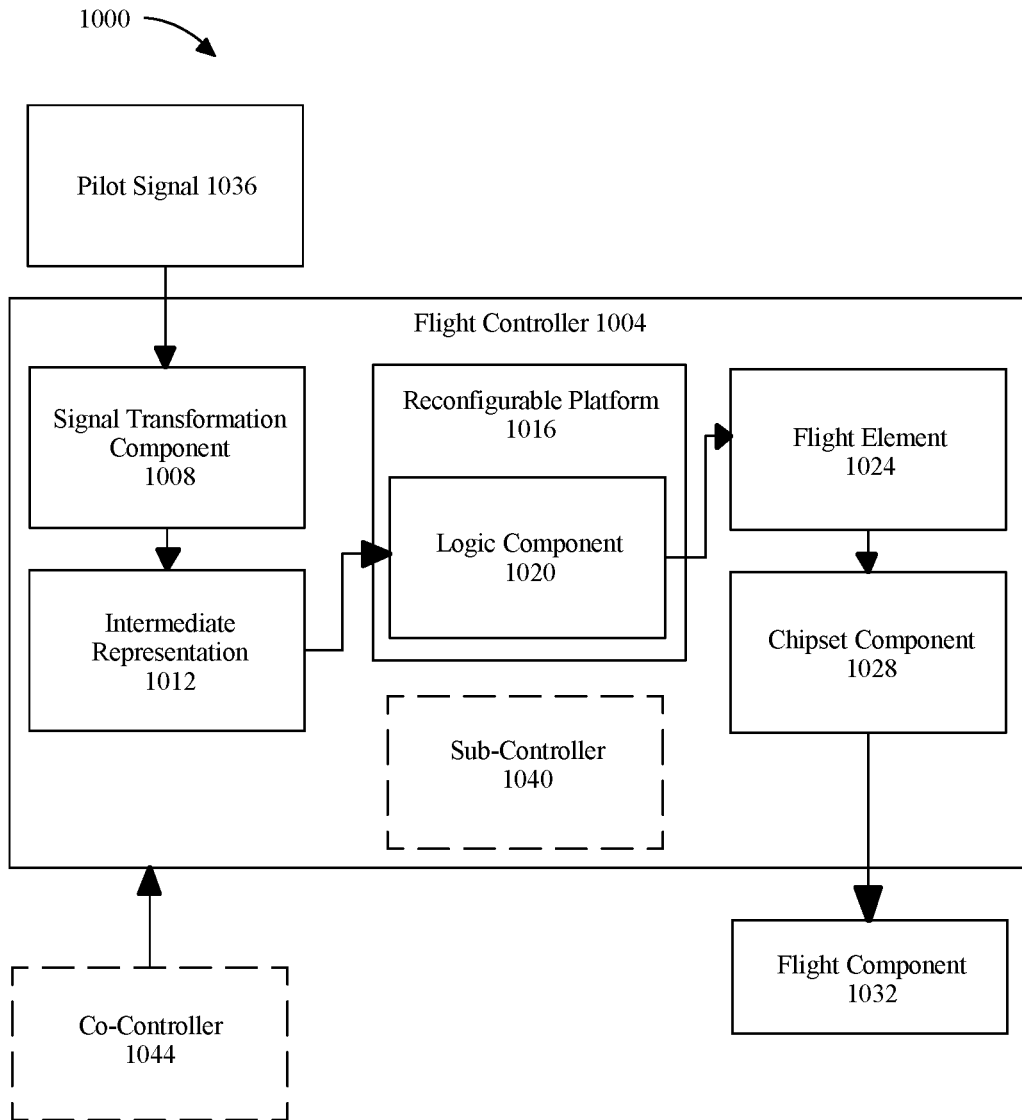 1000
Pilot Signal 1036
Flight Controller 1004
Signal Transformation
Component
1008
Intermediate
Representation
1012
Reconfigurable Platform
1016
Logic Component
1020
Sub-Controller
1040
Flight Element
1024
Chipset Component
1028
Flight Component
1032
Co-Controller
1044